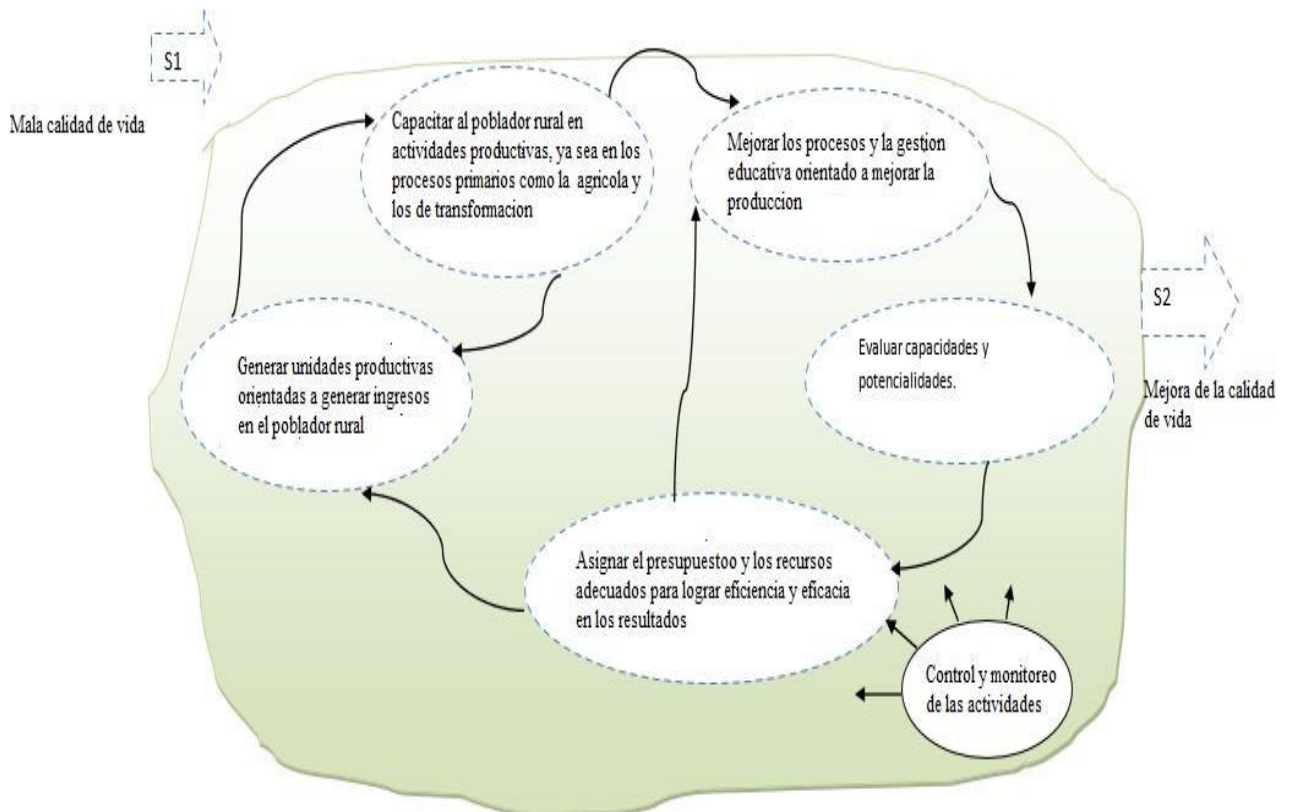 S1
Mala calidad de vida
Capacitar al poblador rural en
actividades productivas, ya sea en los
procesos primarios como la agricola y
los de transformacion
Mejorar los procesos y la gestion
educativa orientado a mejorar la
produccion
S2
Mejora de la calidad
de vida
Evaluar capacidades y
potencialidades.
Generar unidades productivas
orientadas a generar ingresos
en el poblador rural
Asignar el presupuestoo y los recursos
adecuados para lograr eficiencia y eficacia
en los resultados
Control y monitoreo
de las actividades